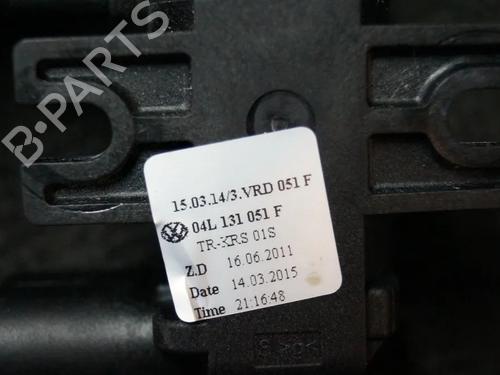 B-PARTS
15.03.14/3.VRD 051 F
04L 131 051 F
TR-XRS 01S
Z.D 16.06.2011
Date 14.03.2015
Time 21:16:48